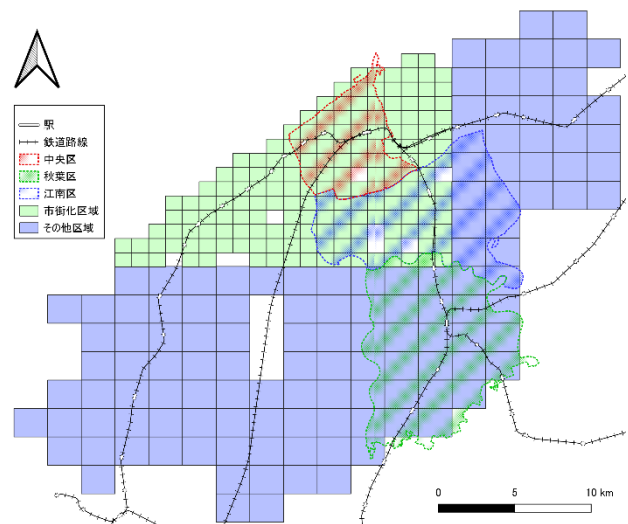 駅
鉄道路線
中央区
秋葉区
江南区
市街化区域
その他区域
0 5 10 km